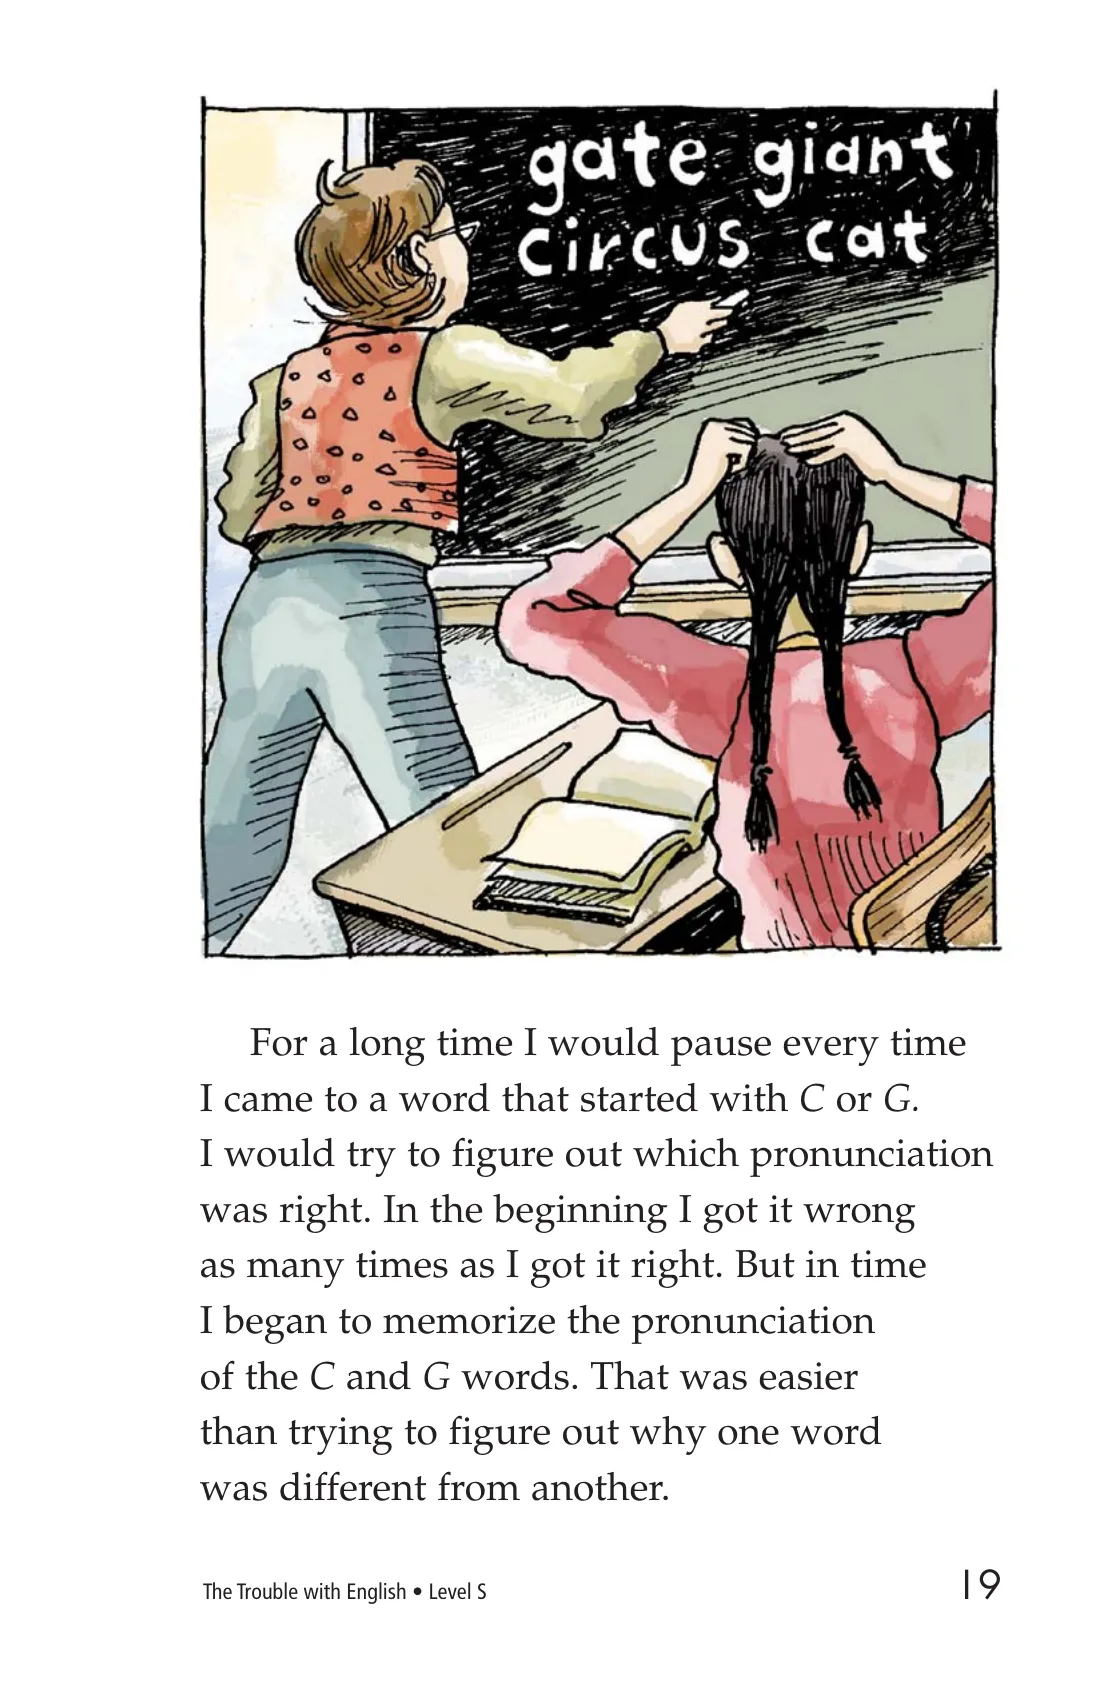 gate giant
circus cat
For a long time I would pause every time
I came to a word that started with C or G.
I would try to figure out which pronunciation
was right. In the beginning I got it wrong
as many times as I got it right. But in time
I began to memorize the pronunciation
of the C and G words. That was easier
than trying to figure out why one word
was different from another.
The Trouble with English • Level S 19